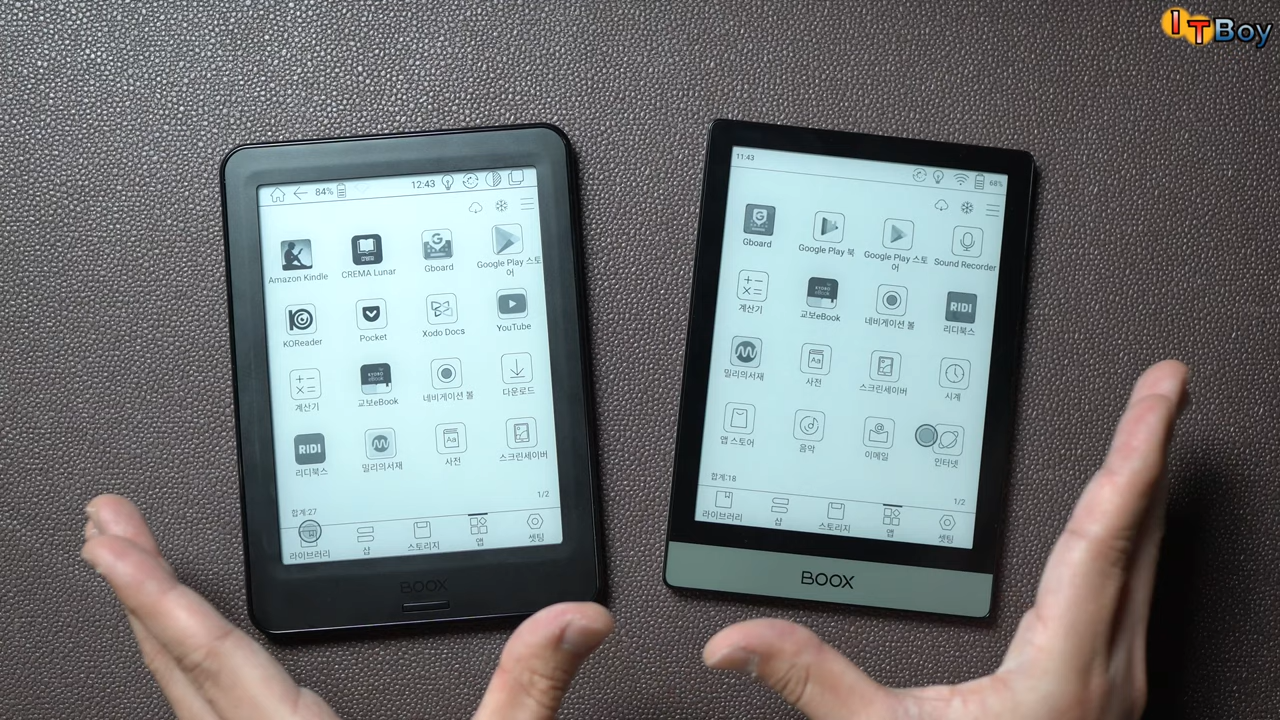 ITBoy
84%
12:43
Amazon Kindle
CREMA Lunar
Gboard
Google Play 스토
어
KOReader
Pocket
Xodo Docs
YouTube
계산기
교보eBook
네비게이션 볼
다운로드
RIDI
리디북스
밀리의서재
Aa
사전
스크린세이버
합계:27
1/2
라이브러리
샵
스토리지
앱
셋팅
BOOX
11:43
68%
Gboard
Google Play 북
Google Play 스토
어
Sound Recorder
계산기
KYOBO
eBook
교보eBook
네비게이션 볼
RIDI
리디북스
밀리의서재
Aa
사전
스크린세이버
시계
앱 스토어
음악
이메일
인터넷
합계:18
1/2
라이브러리
샵
스토리지
앱
셋팅
BOOX